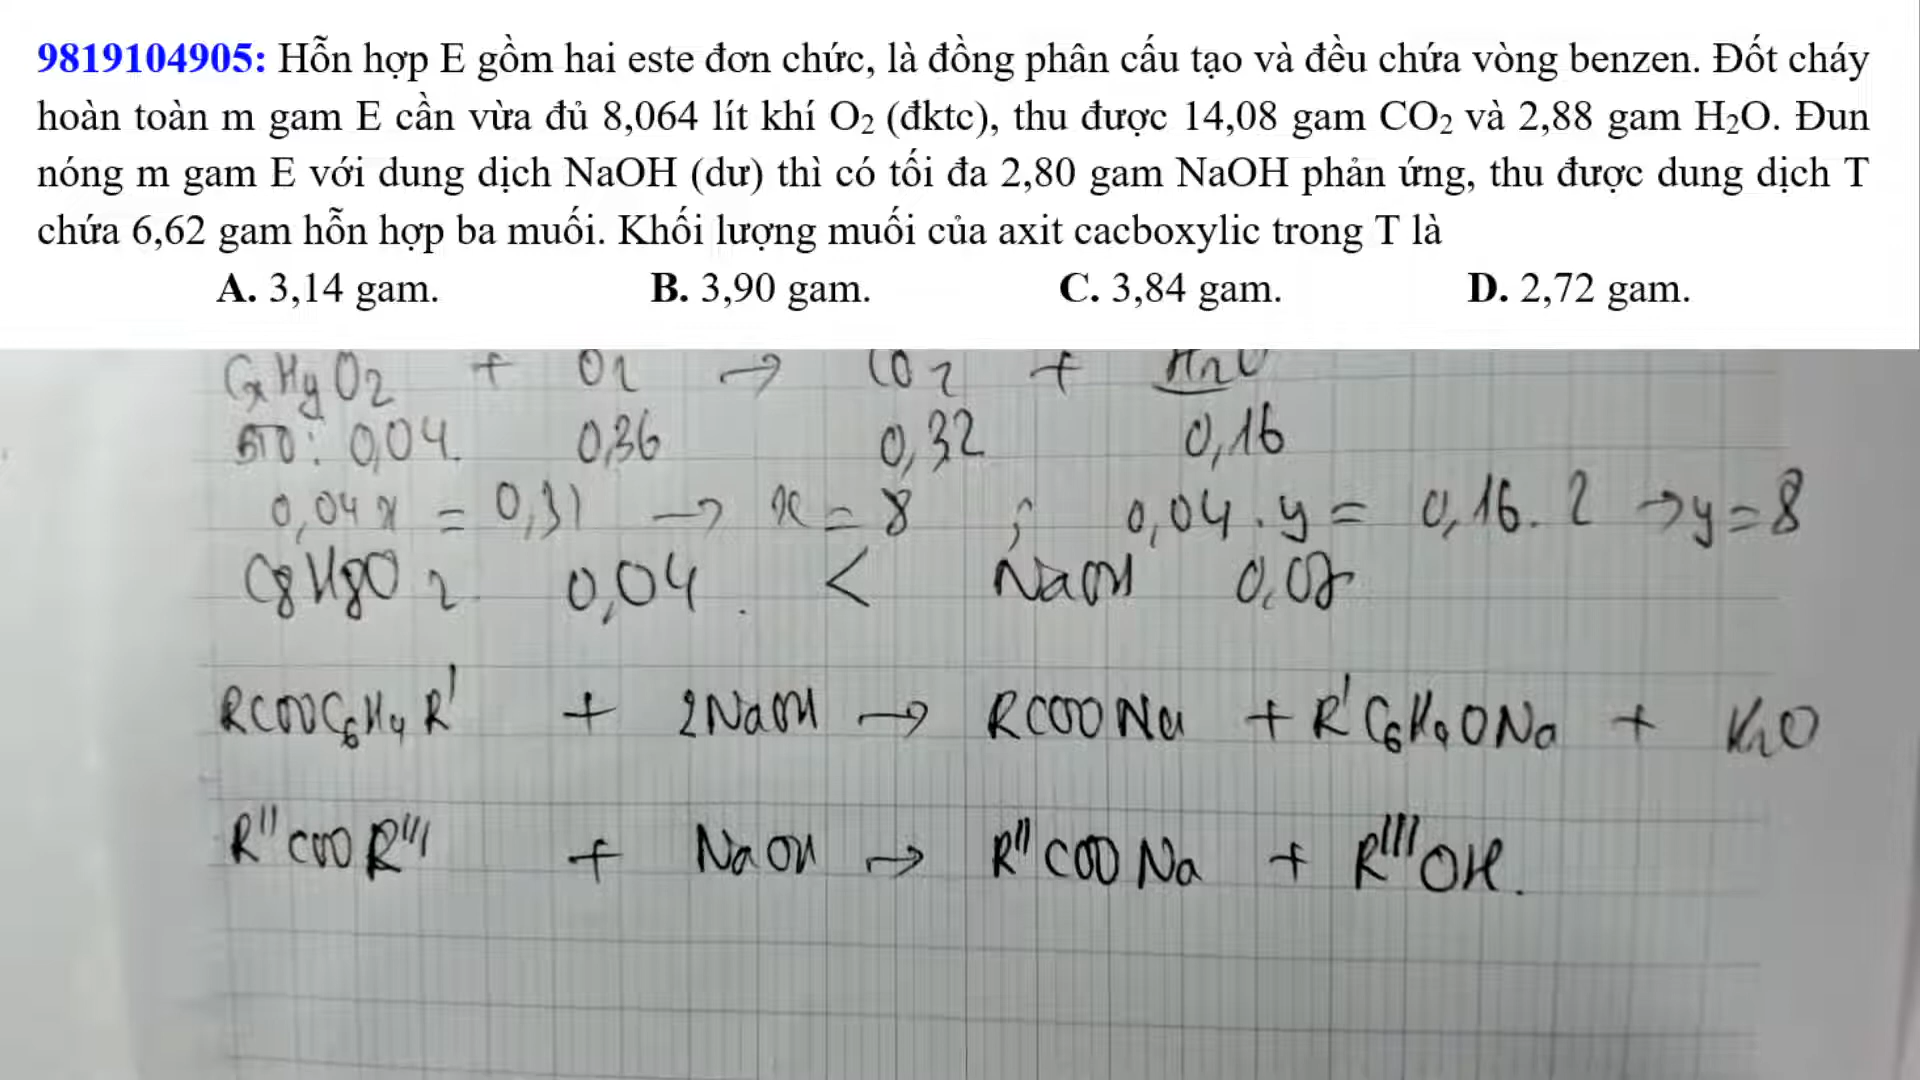 9819104905: Hỗn hợp E gồm hai este đơn chức, là đồng phân cấu tạo và đều chứa vòng benzen. Đốt cháy
hoàn toàn m gam E cần vừa đủ 8,064 lít khí O₂ (đktc), thu được 14,08 gam CO₂ và 2,88 gam H₂O. Đun
nóng m gam E với dung dịch NaOH (dư) thì có tối đa 2,80 gam NaOH phản ứng, thu được dung dịch T
chứa 6,62 gam hỗn hợp ba muối. Khối lượng muối của axit cacboxylic trong T là
A. 3,14 gam. B. 3,90 gam. C. 3,84 gam. D. 2,72 gam.
CxHyO2 + O2 → CO2 + H2O
BTO: 0,04 0,36 0,32 0,16
0,04x = 0,31 → x = 8 ; 0,04.y = 0,16.2 → y = 8
C8H8O2 0,04 < NaOH 0,07
RCOOC6H4R' + 2NaOH → RCOONa + R'C6H4ONa + H2O
R''COOR''' + NaOH → R''COONa + R'''OH.